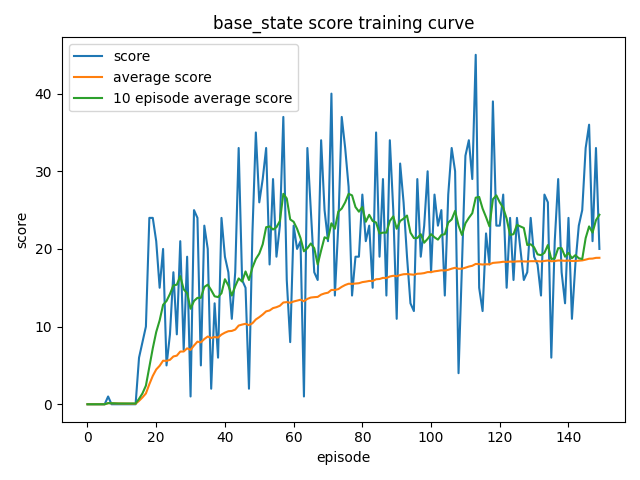 base_state score training curve
score
average score
10 episode average score
score
40
30
20
10
0
0 20 40 60 80 100 120 140
episode